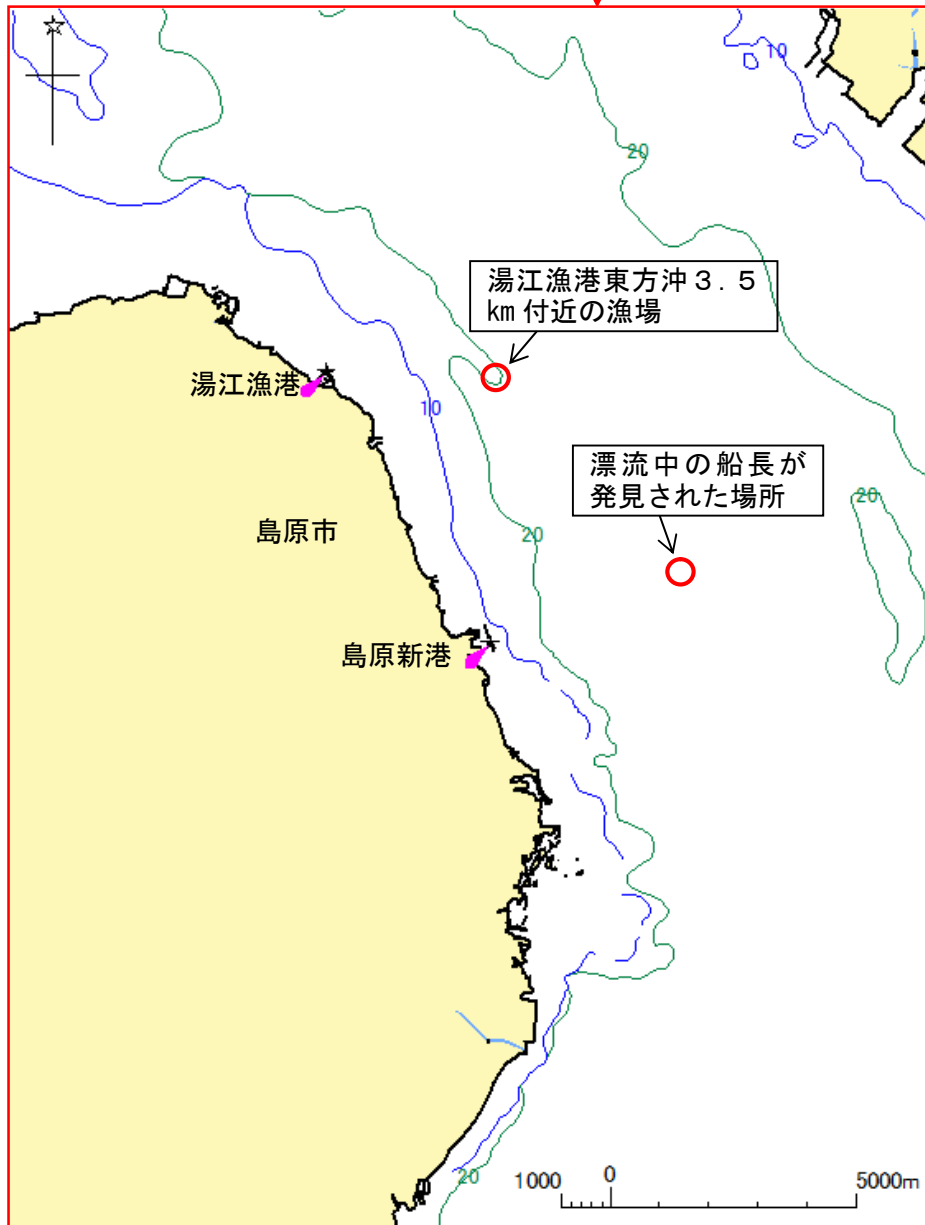 10
20
湯江漁港東方沖３.５
km 付近の漁場
湯江漁港
10
漂流中の船長が
発見された場所
20
島原市
20
島原新港
20
1000 0 5000m